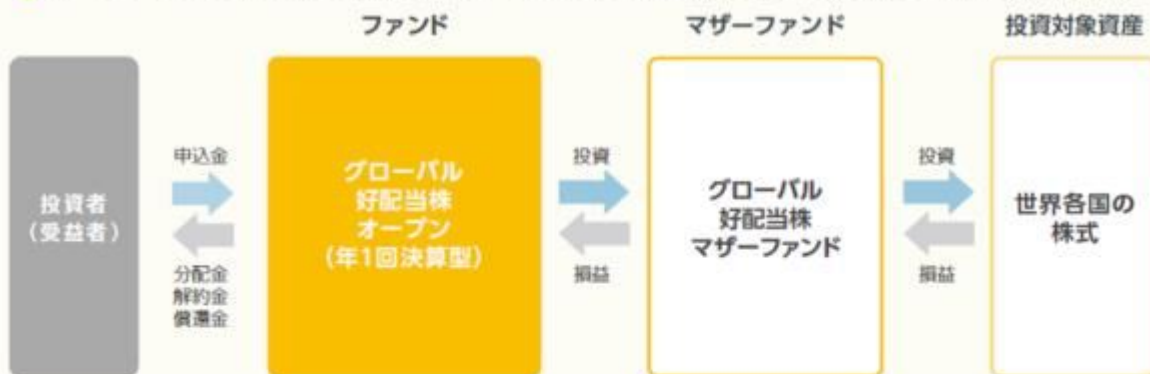 ファンド
マザーファンド
投資対象資産
投資者
（受益者）
申込金
分配金
解約金
償還金
グローバル
好配当株
オープン
（年1回決算型）
投資
損益
グローバル
好配当株
マザーファンド
投資
損益
世界各国の
株式